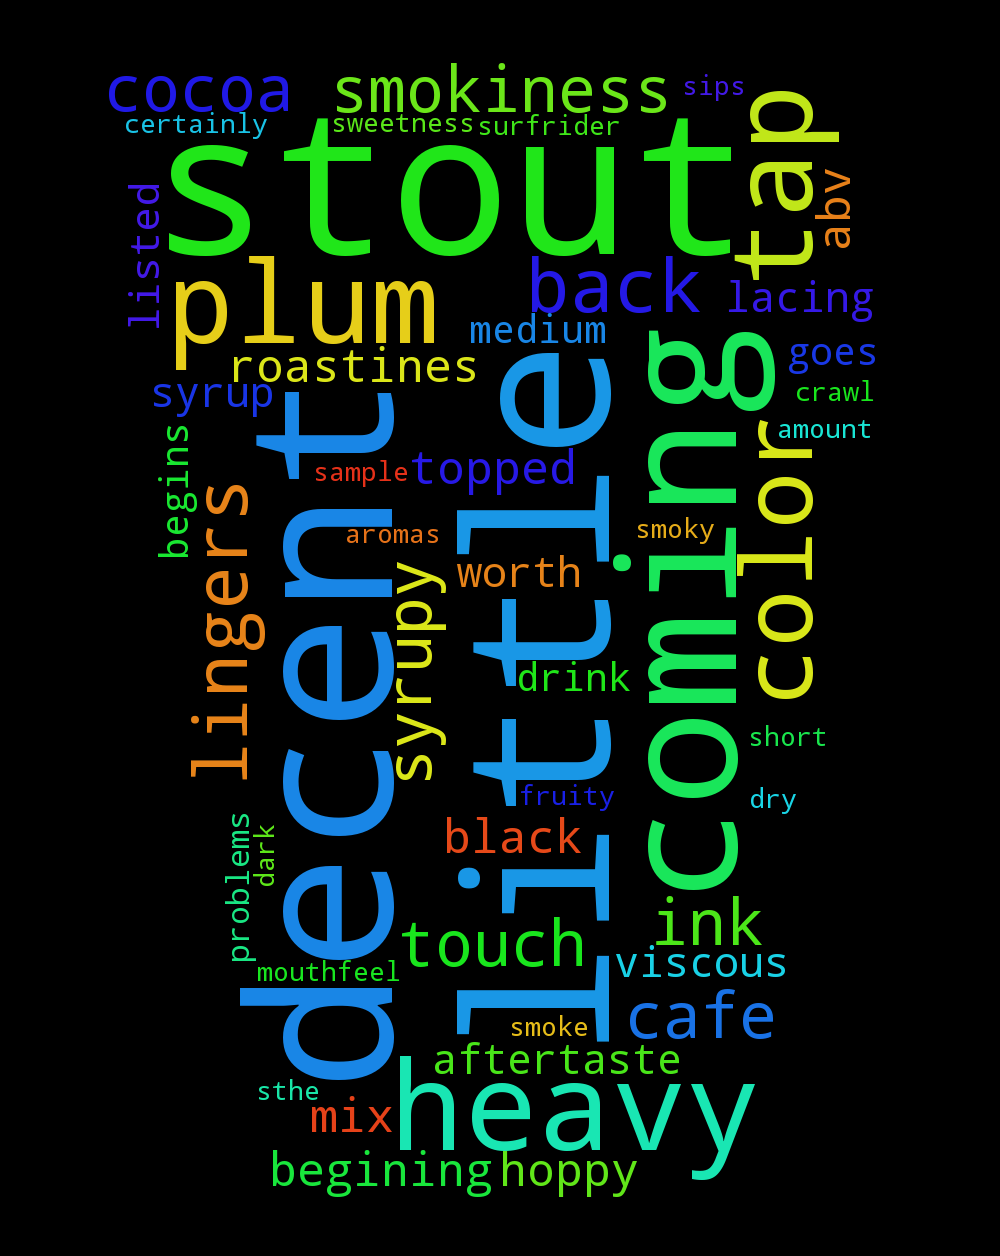 cocoa
smokiness
sips
certainly
sweetness
surfrider
stout
tap
abv
listed
plum
back
lacing
medium
roastines
goes
syrup
crawl
amount
begins
sample
topped
color
lingers
aromas
smoky
worth
decent
little
coming
syrupy
drink
short
fruity
dry
problems
dark
black
touch
ink
mouthfeel
viscous
smoke
cafe
aftertaste
sthe
mix
heavy
begining
hoppy